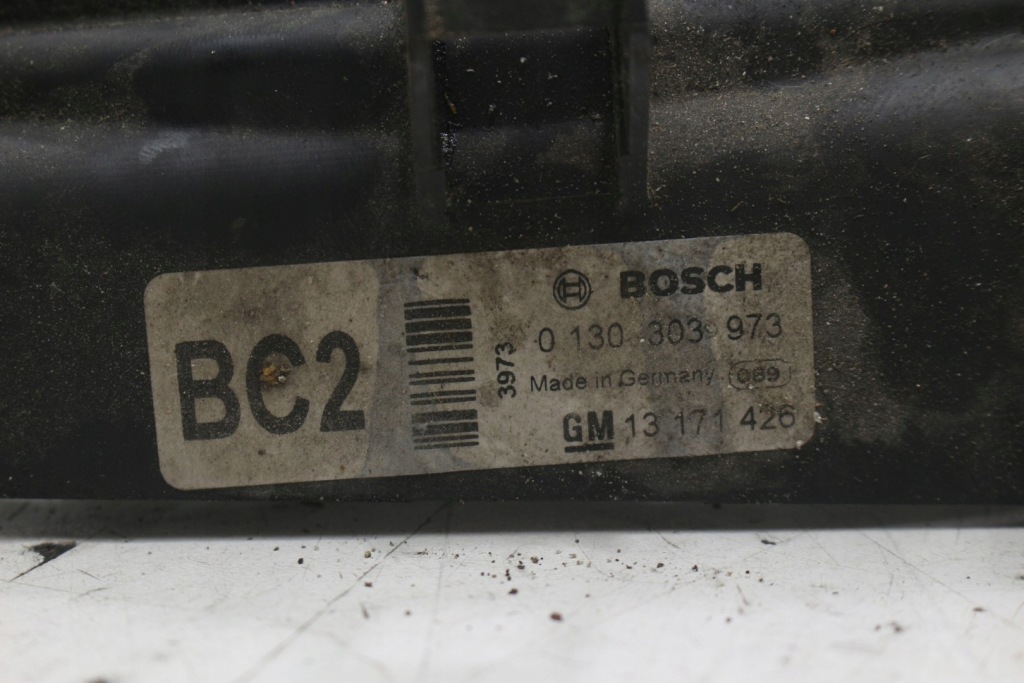 BC2
3973
BOSCH
0 130 303 973
Made in Germany 069
GM 13 171 426